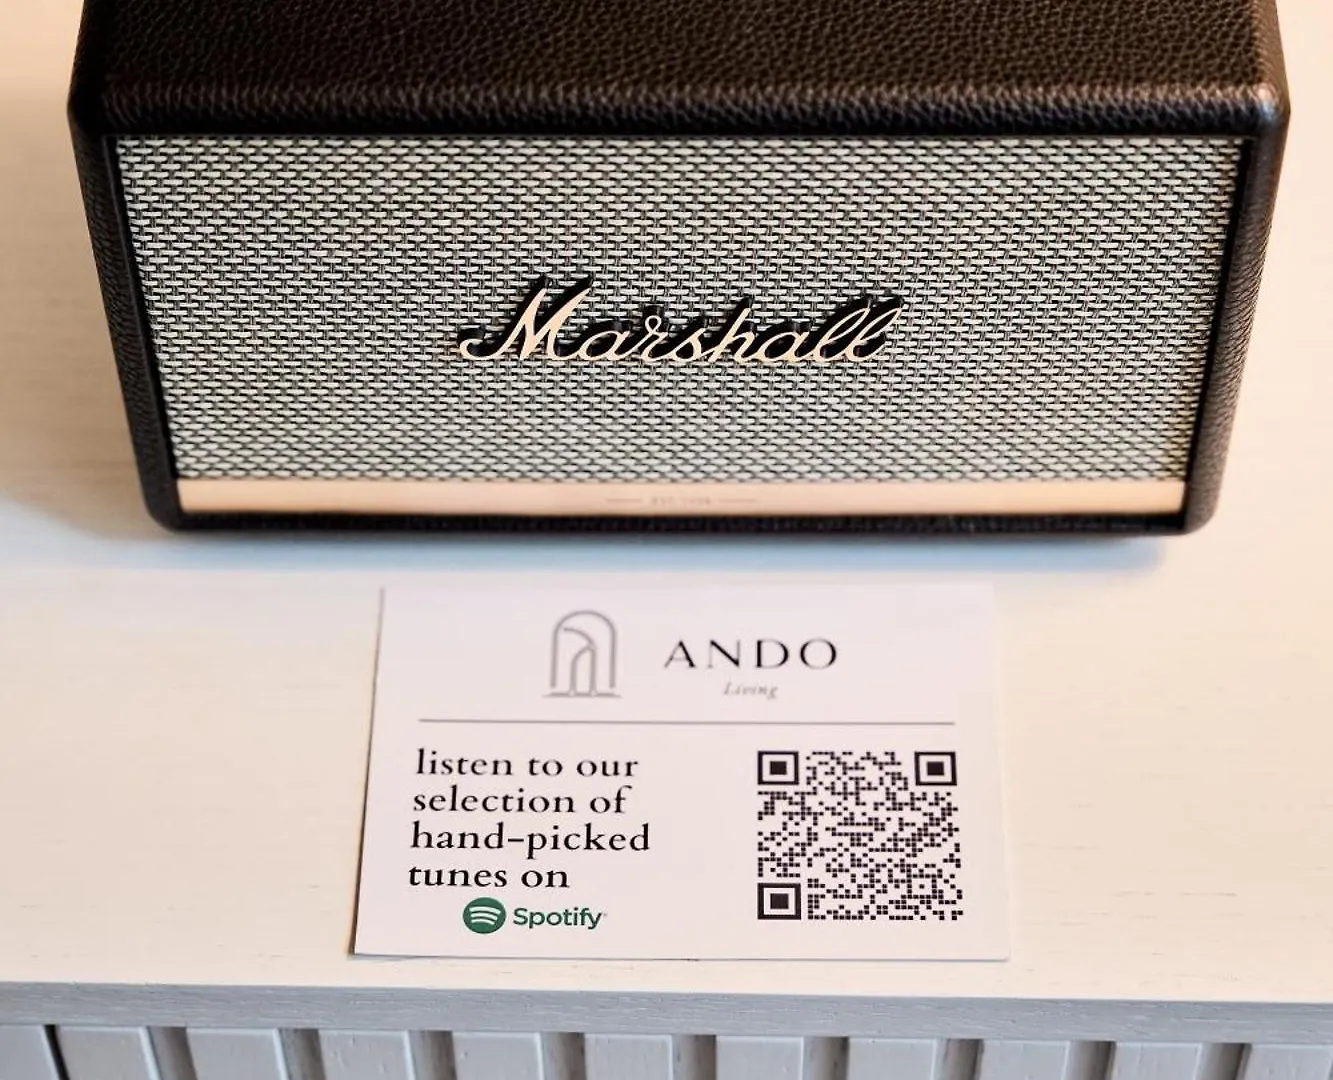 Marshall
ANDO
Living
listen to our
selection of
hand-picked
tunes on
Spotify